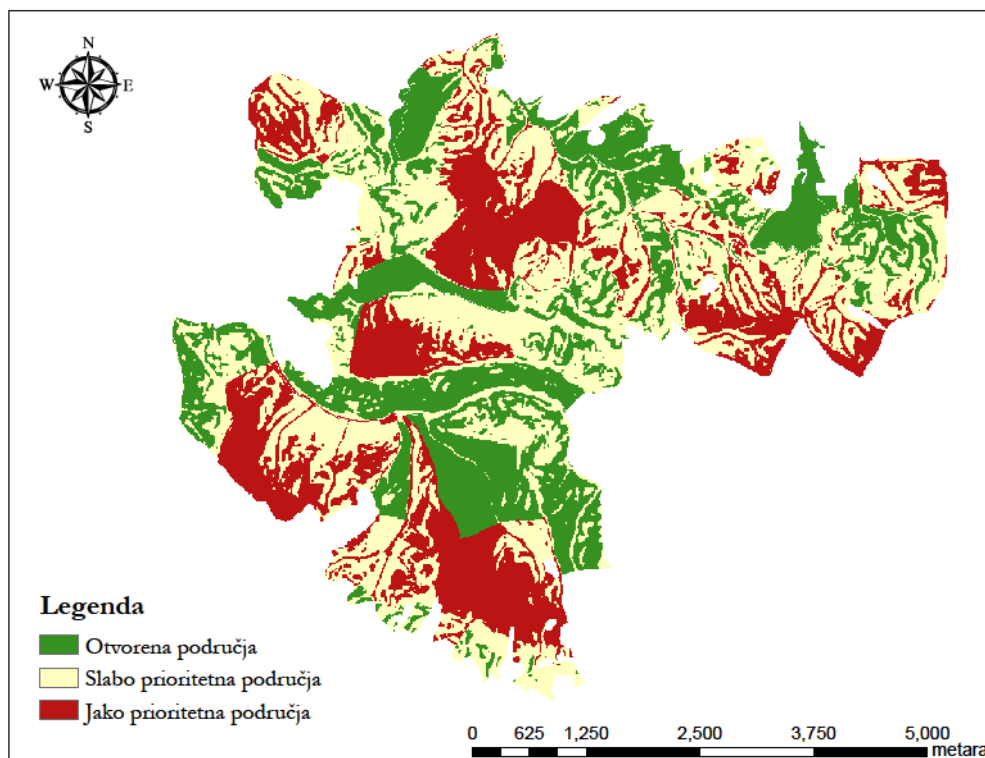 N
W E
S
Legenda
Otvorena područja
Slabo prioritetna područja
Jako prioritetna područja
0 625 1,250 2,500 3,750 5,000
metara